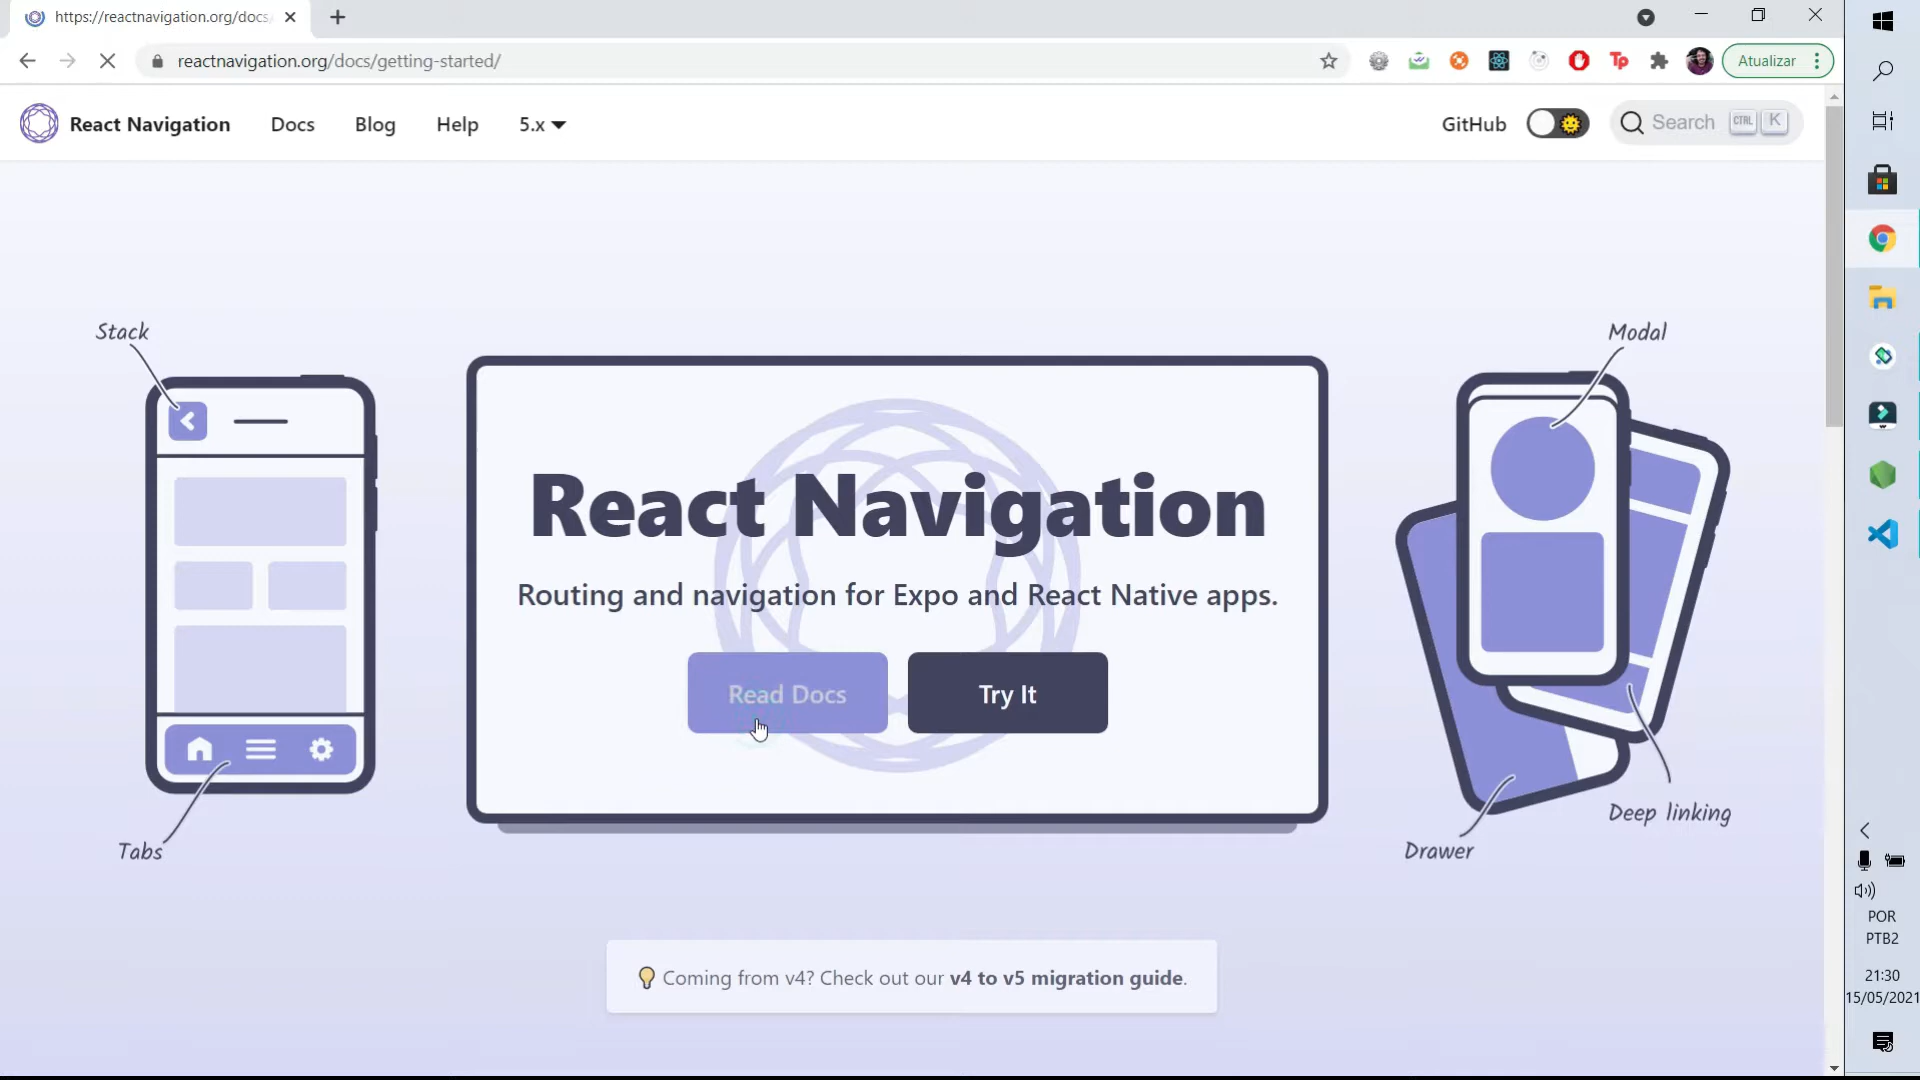 https://reactnavigation.org/docs
reactnavigation.org/docs/getting-started/
Tp
Atualizar
React Navigation
Docs
Blog
Help
5.x
GitHub
Search
CTRL
K
Stack
Modal
React Navigation
Routing and navigation for Expo and React Native apps.
Read Docs
Try It
Tabs
Deep linking
Drawer
Coming from v4? Check out our v4 to v5 migration guide.
POR
PTB2
21:30
15/05/2021